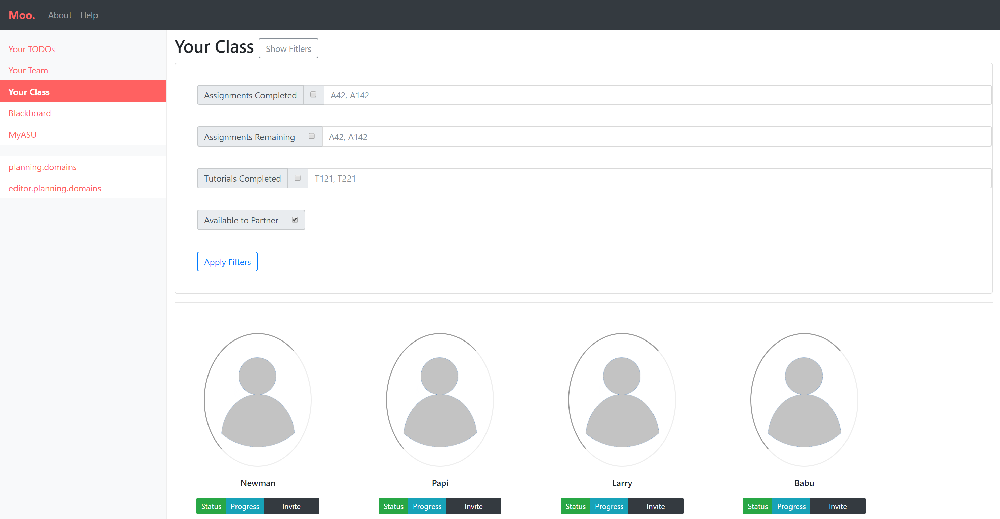 Moo. About Help
Your TODOs
Your Team
Your Class
Blackboard
MyASU
planning.domains
editor.planning.domains
Your Class Show Fitlers
Assignments Completed A42, A142
Assignments Remaining A42, A142
Tutorials Completed T121, T221
Available to Partner
Apply Filters
Newman Papi Larry Babu
Status Progress Invite Status Progress Invite Status Progress Invite Status Progress Invite